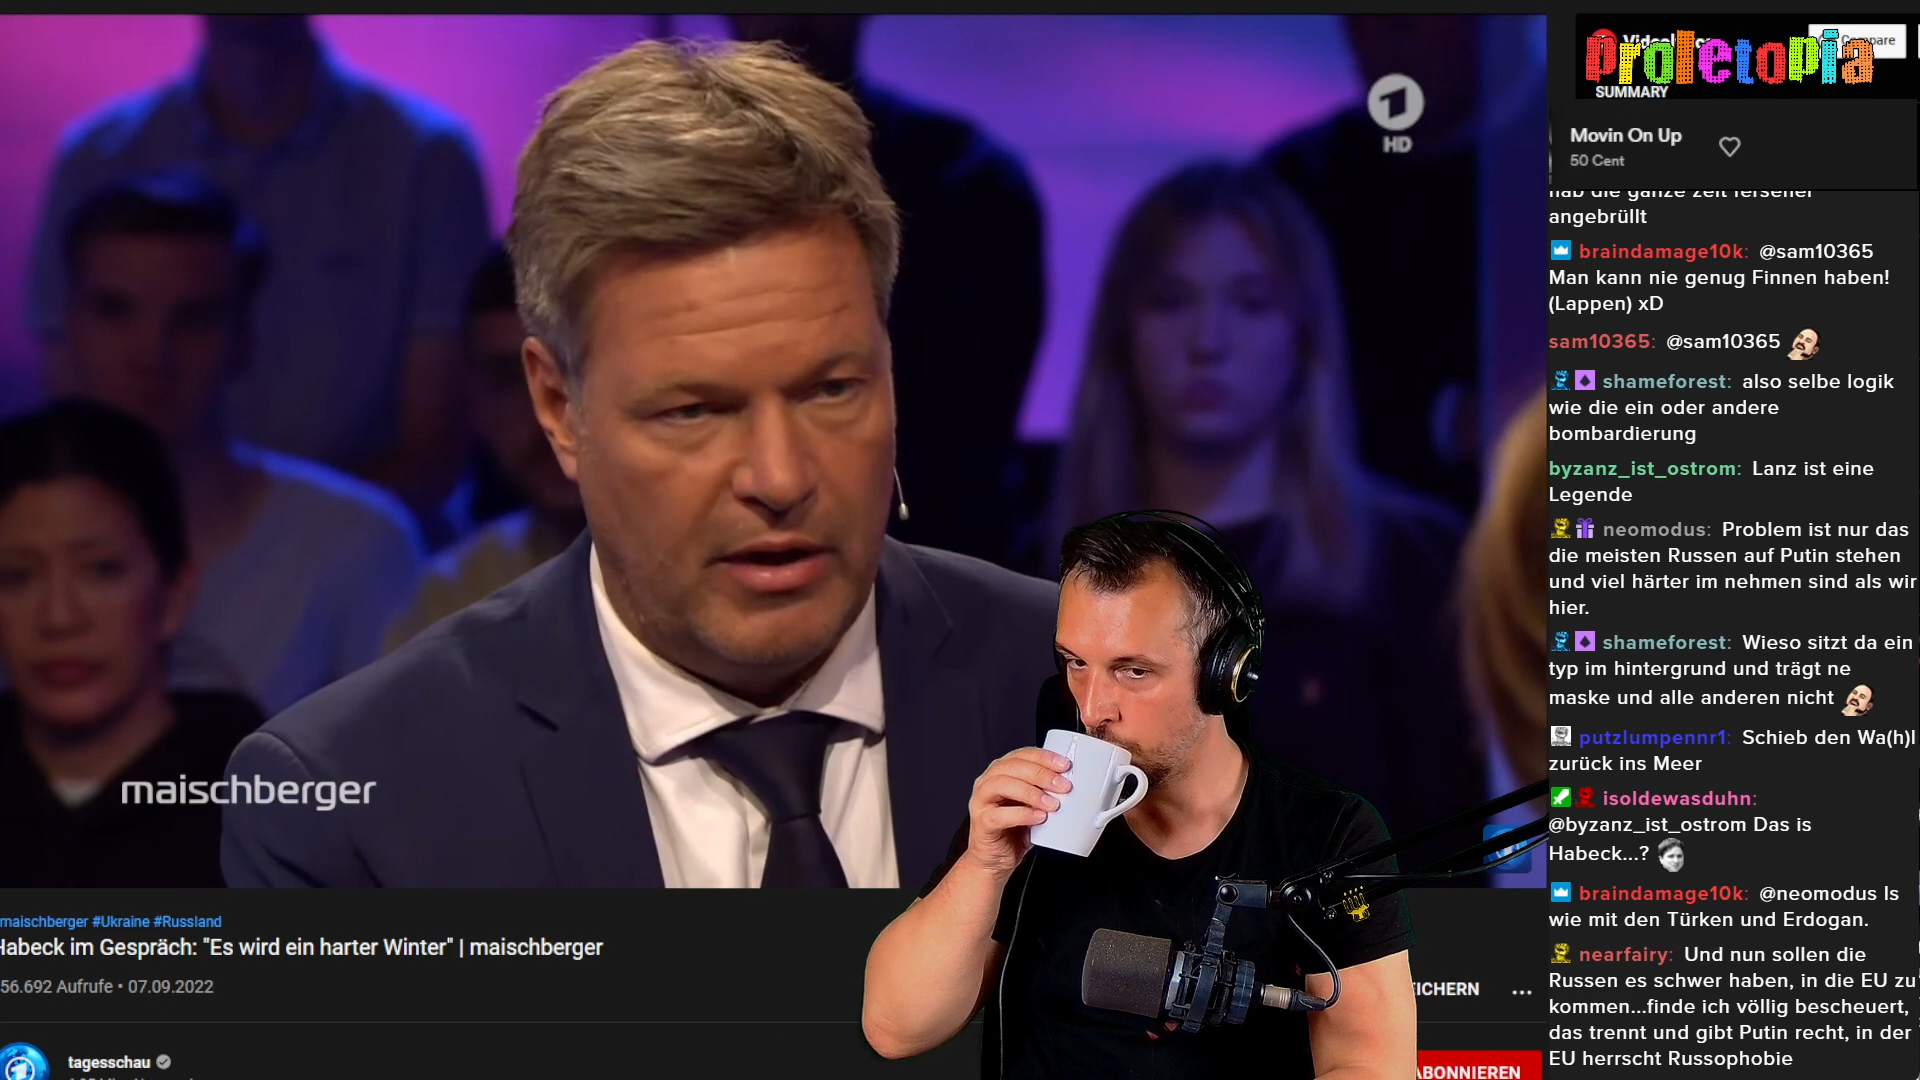 HD
maischberger
maischberger #Ukraine #Russland
Habeck im Gespräch: "Es wird ein harter Winter" | maischberger
56.692 Aufrufe • 07.09.2022
ICHERN
...
tagesschau
ABONNIEREN
Proletopia
SUMMARY
Movin On Up
50 Cent
hab die ganze zeit fernseher
angebrüllt
braindamage10k: @sam10365
Man kann nie genug Finnen haben!
(Lappen) xD
sam10365: @sam10365
shameforest: also selbe logik
wie die ein oder andere
bombardierung
byzanz_ist_ostrom: Lanz ist eine
Legende
neomodus: Problem ist nur das
die meisten Russen auf Putin stehen
und viel härter im nehmen sind als wir
hier.
shameforest: Wieso sitzt da ein
typ im hintergrund und trägt ne
maske und alle anderen nicht
putzlumpennr1: Schieb den Wa(h)l
zurück ins Meer
isoldewasduhn:
@byzanz_ist_ostrom Das is
Habeck...?
braindamage10k: @neomodus Is
wie mit den Türken und Erdogan.
nearfairy: Und nun sollen die
Russen es schwer haben, in die EU zu
kommen...finde ich völlig bescheuert,
das trennt und gibt Putin recht, in der
EU herrscht Russophobie